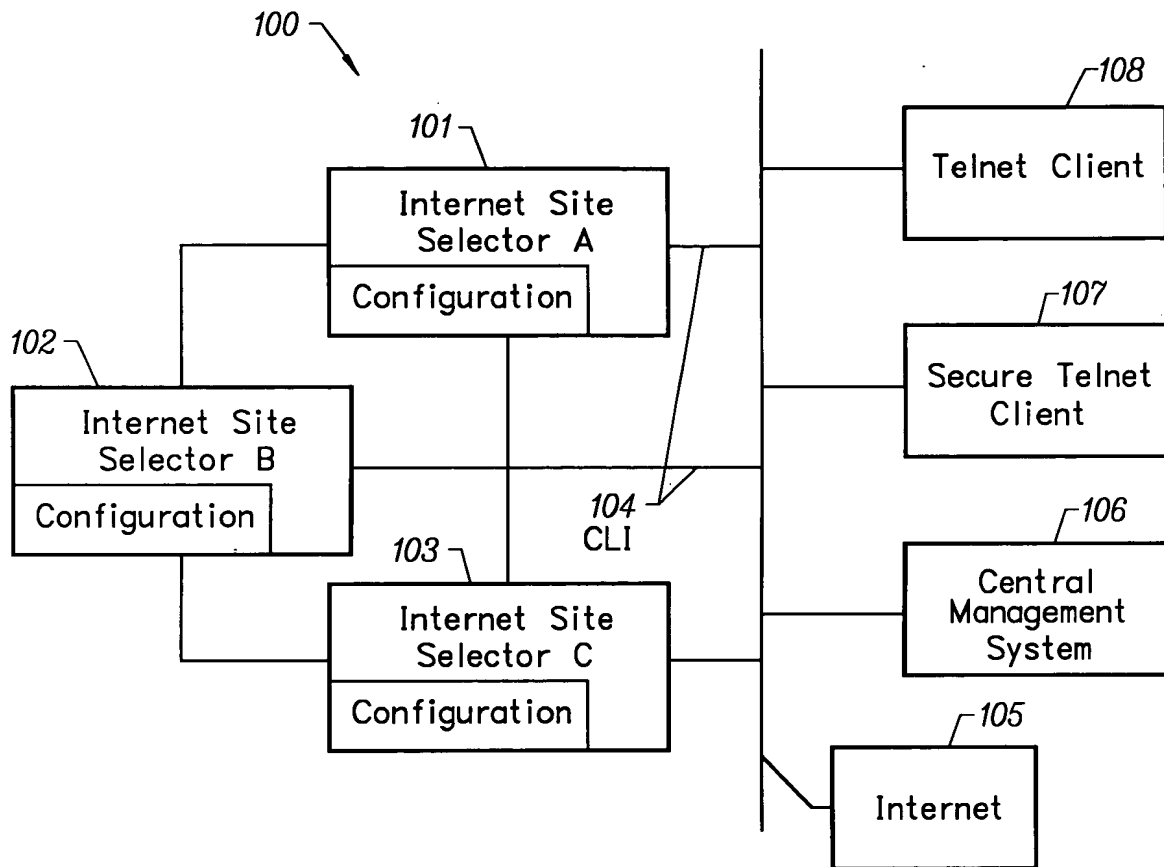 100
101
Internet Site
Selector A
Configuration
102
Internet Site
Selector B
Configuration
103
Internet Site
Selector C
Configuration
104
CLI
108
Telnet Client
107
Secure Telnet
Client
106
Central
Management
System
105
Internet